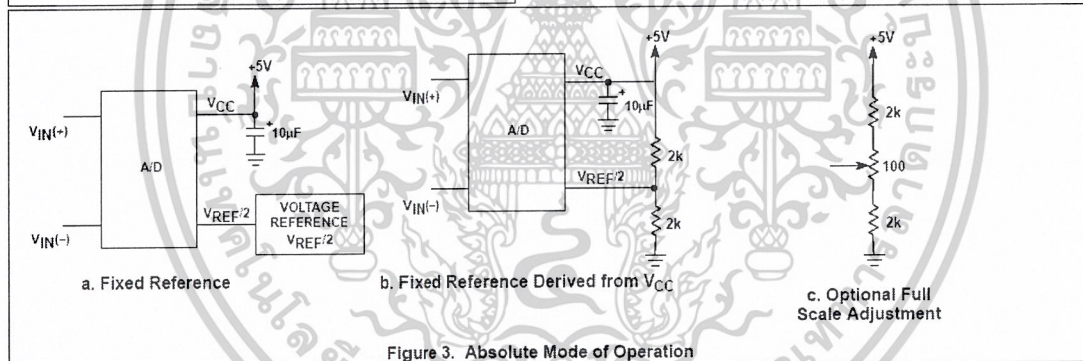 +5V
VCC
10µF
+
VIN(+)
A/D
VIN(–)
VREF/2
VOLTAGE
REFERENCE
VREF/2
a. Fixed Reference
+5V
VCC
+
10µF
VIN(+)
A/D
2k
VREF/2
VIN(–)
2k
b. Fixed Reference Derived from VCC
+5V
2k
100
2k
c. Optional Full
Scale Adjustment
Figure 3. Absolute Mode of Operation